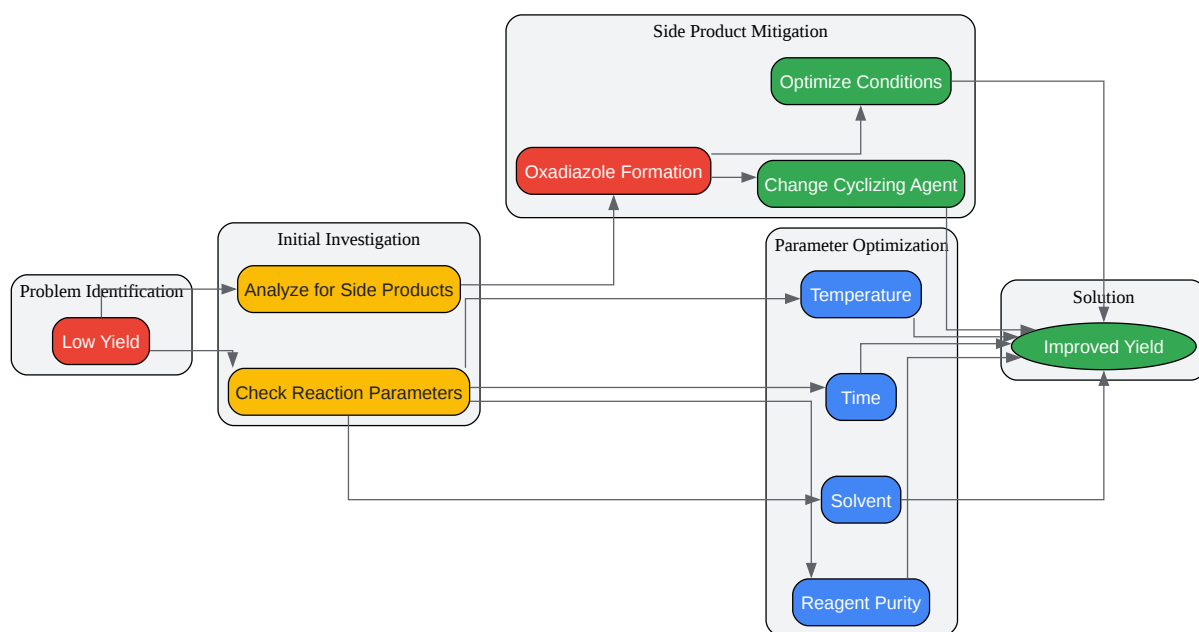 Side Product Mitigation
Optimize Conditions
Oxadiazole Formation
Change Cyclizing Agent
Initial Investigation
Analyze for Side Products
Check Reaction Parameters
Problem Identification
Low Yield
Parameter Optimization
Temperature
Time
Solvent
Reagent Purity
Solution
Improved Yield